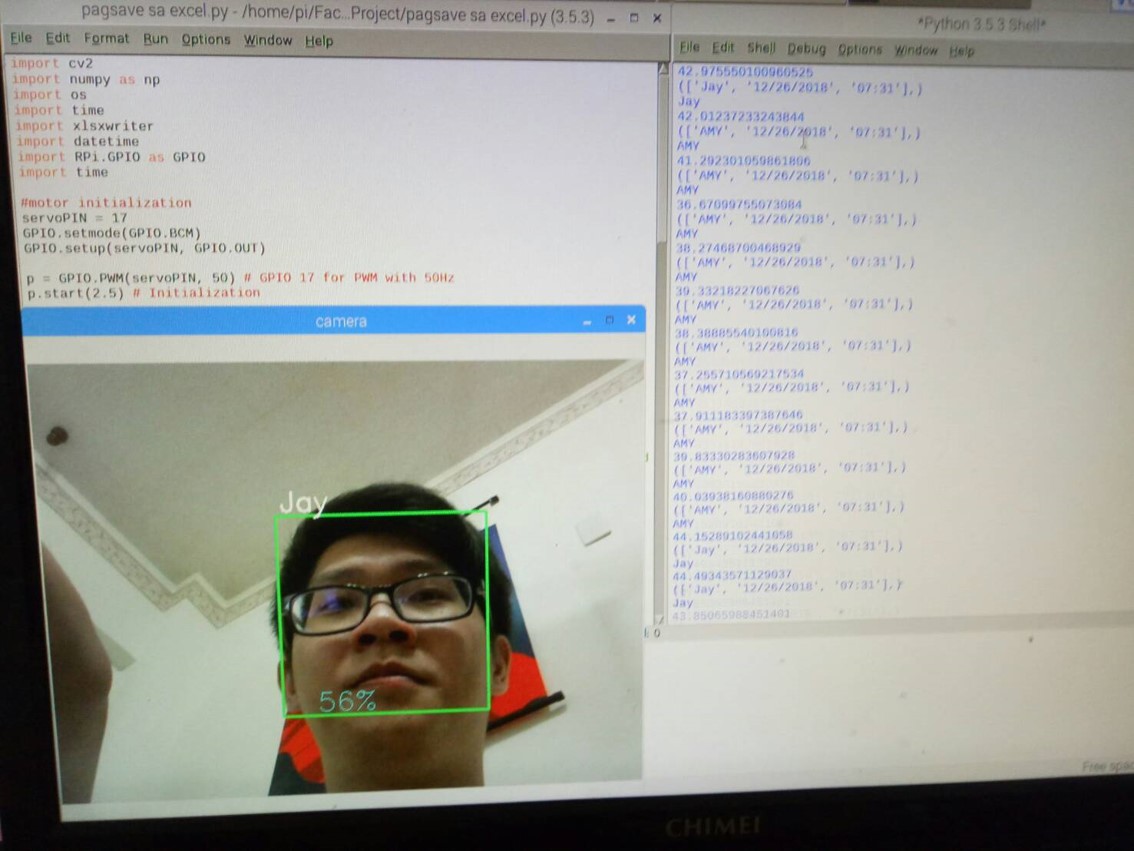 pagsave sa excel.py - /home/pi/Fac...Project/pagsave sa excel.py (3.5.3)
File Edit Format Run Options Window Help
import cv2
import numpy as np
import os
import time
import xlsxwriter
import datetime
import RPi.GPIO as GPIO
import time
#motor initialization
servoPIN = 17
GPIO.setmode(GPIO.BCM)
GPIO.setup(servoPIN, GPIO.OUT)
p = GPIO.PWM(servoPIN, 50) # GPIO 17 for PWM with 50Hz
p.start(2.5) # Initialization
camera
Jay
56%
*Python 3.5.3 Shell*
File Edit Shell Debug Options Window Help
42.975550100960525
(['Jay', '12/26/2018', '07:31'],)
Jay
42.01237233243844
(['AMY', '12/26/2018', '07:31'],)
AMY
41.292301059861806
(['AMY', '12/26/2018', '07:31'],)
AMY
36.67099755073084
(['AMY', '12/26/2018', '07:31'],)
AMY
38.27468700468929
(['AMY', '12/26/2018', '07:31'],)
AMY
39.33218227067626
(['AMY', '12/26/2018', '07:31'],)
AMY
38.38885540100816
(['AMY', '12/26/2018', '07:31'],)
AMY
37.255710569217534
(['AMY', '12/26/2018', '07:31'],)
AMY
37.911183397387646
(['AMY', '12/26/2018', '07:31'],)
AMY
39.83330283607928
(['AMY', '12/26/2018', '07:31'],)
AMY
40.03938160880276
(['AMY', '12/26/2018', '07:31'],)
AMY
44.15289102441058
(['Jay', '12/26/2018', '07:31'],)
Jay
44.49343571129037
(['Jay', '12/26/2018', '07:31'],)
Jay
43.85065988451401
Free spac
CHIMEI